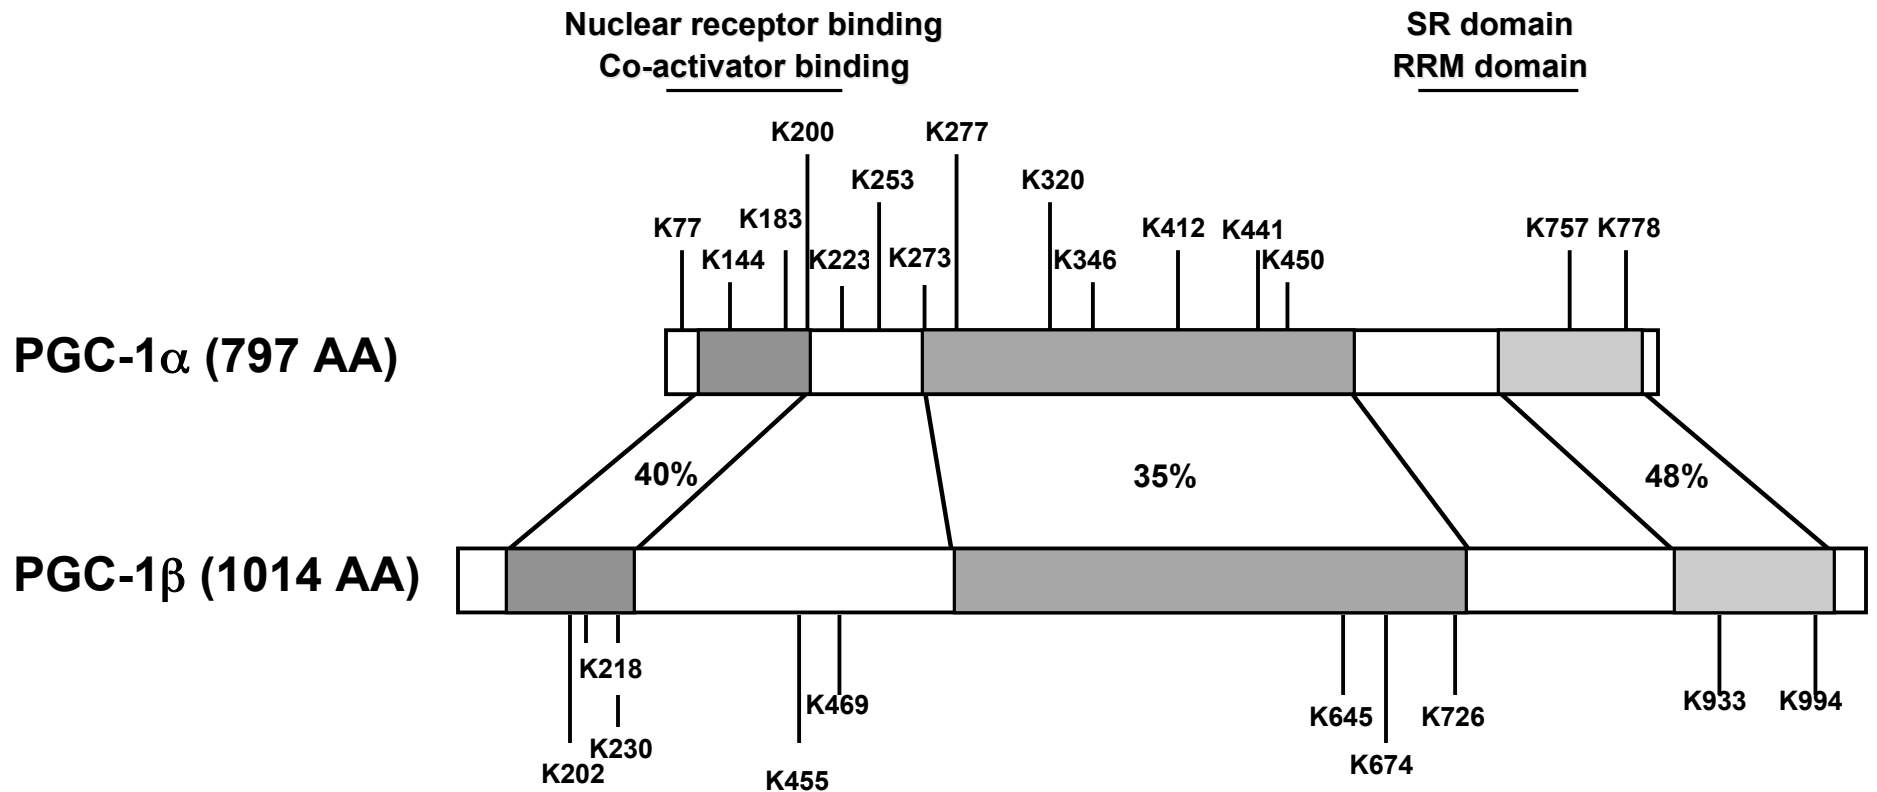 Nuclear receptor binding
Co-activator binding
SR domain
RRM domain
K200
K277
K253
K320
K77
K183
K412
K441
K757
K778
K144
K223
K273
K346
K450
PGC-1α (797 AA)
40%
35%
48%
PGC-1β (1014 AA)
K218
K469
K933
K994
K645
K726
K230
K674
K202
K455